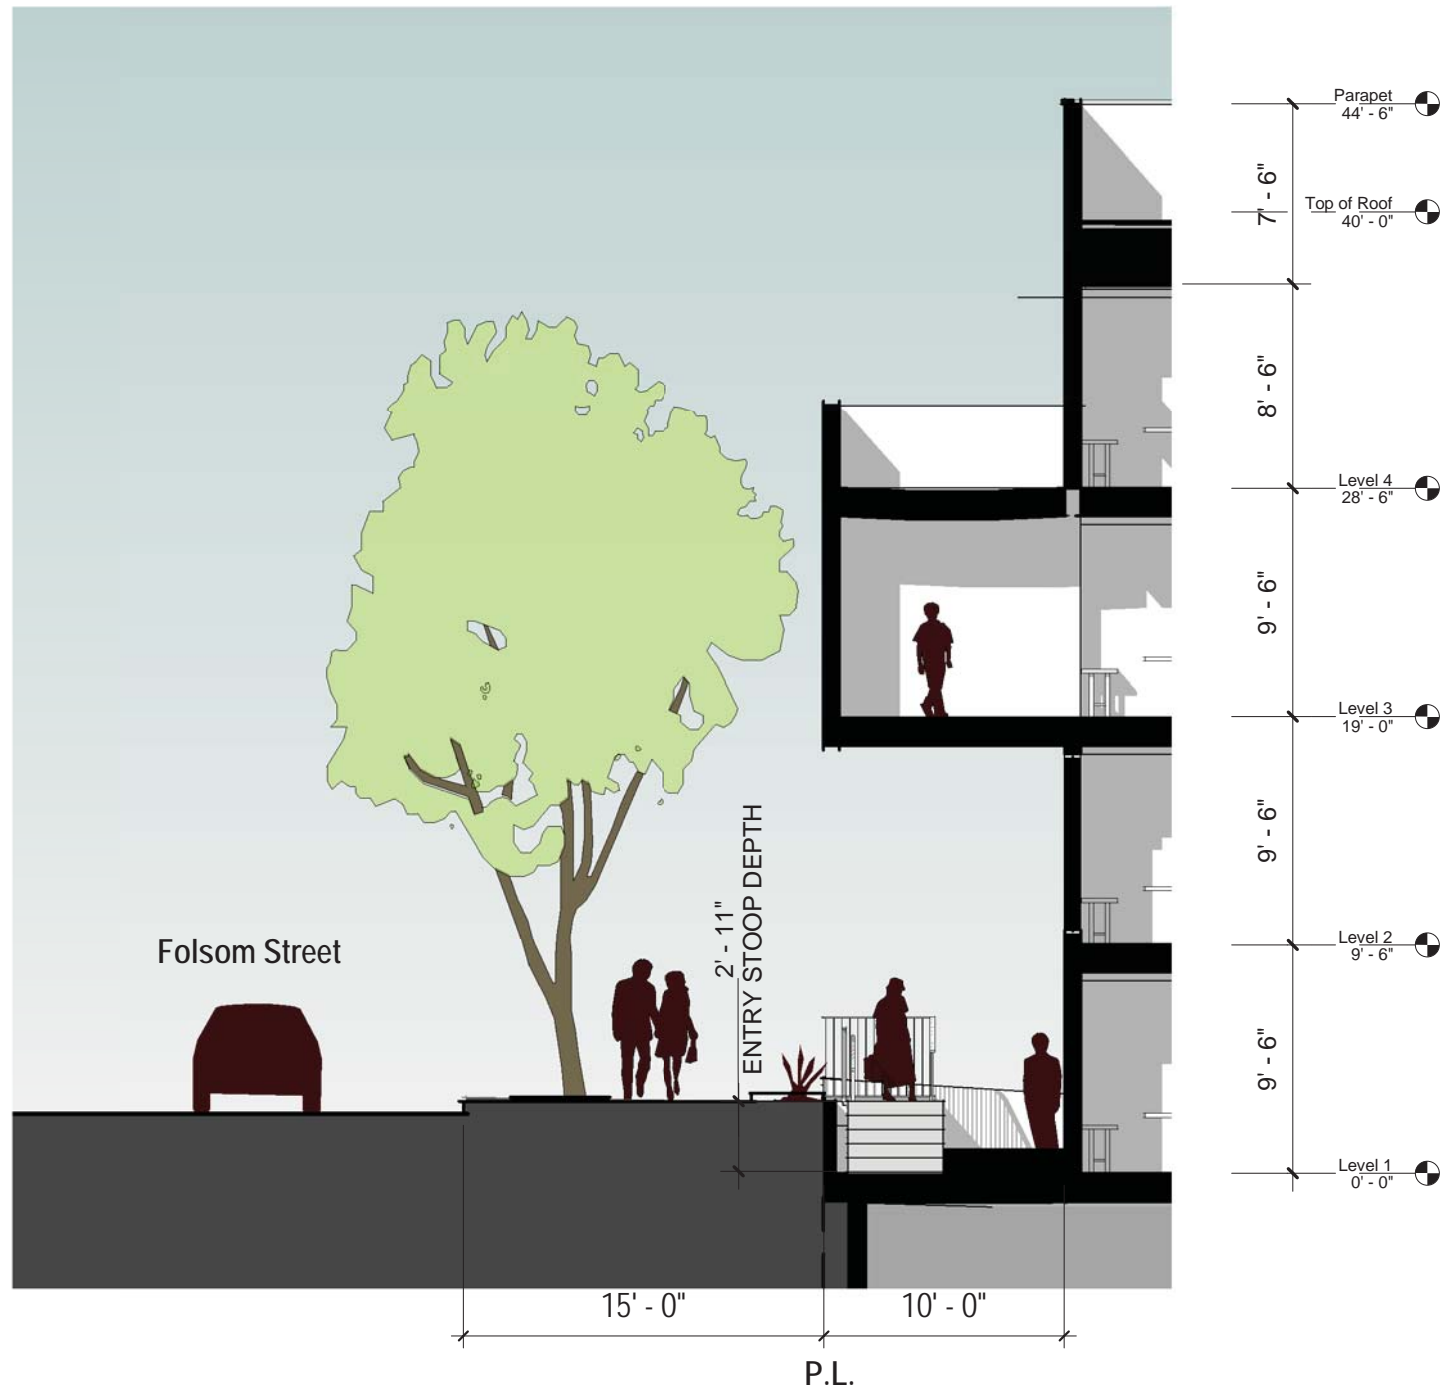 Parapet
44' - 6"
7' - 6"
Top of Roof
40' - 0"
8' - 6"
Level 4
28' - 6"
9' - 6"
Level 3
19' - 0"
9' - 6"
2' - 11"
ENTRY STOOP DEPTH
Folsom Street
Level 2
9' - 6"
9' - 6"
Level 1
0' - 0"
15' - 0"
10' - 0"
P.L.